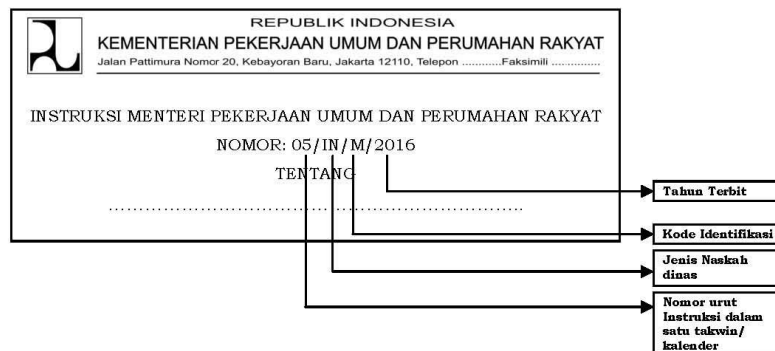 REPUBLIK INDONESIA
KEMENTERIAN PEKERJAAN UMUM DAN PERUMAHAN RAKYAT
Jalan Pattimura Nomor 20, Kebayoran Baru, Jakarta 12110, Telepon ............Faksimili ...............
INSTRUKSI MENTERI PEKERJAAN UMUM DAN PERUMAHAN RAKYAT
NOMOR: 05/IN/M/2016
TENTANG
.....................................................................
Tahun Terbit
Kode Identifikasi
Jenis Naskah
dinas
Nomor urut
Instruksi dalam
satu takwin/
kalender